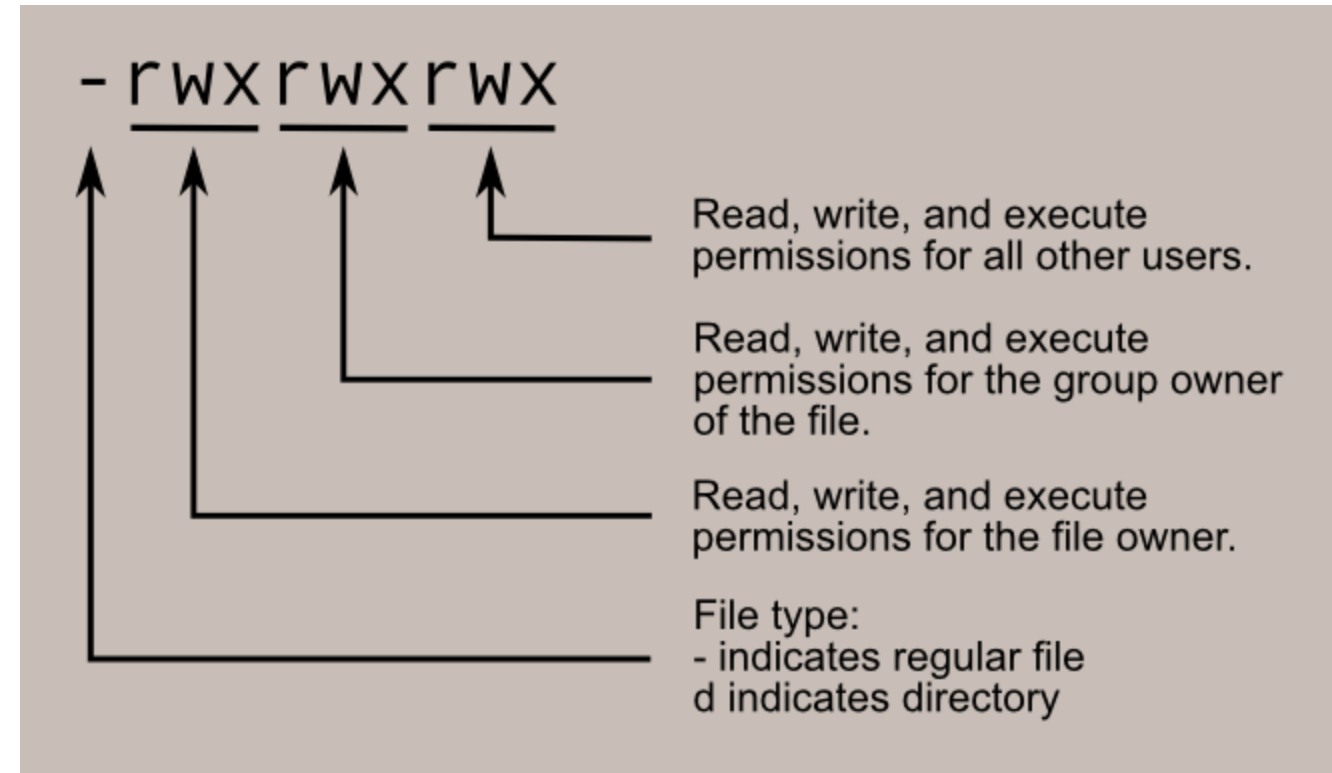 -rwxrwxrwx
Read, write, and execute
permissions for all other users.
Read, write, and execute
permissions for the group owner
of the file.
Read, write, and execute
permissions for the file owner.
File type:
- indicates regular file
d indicates directory